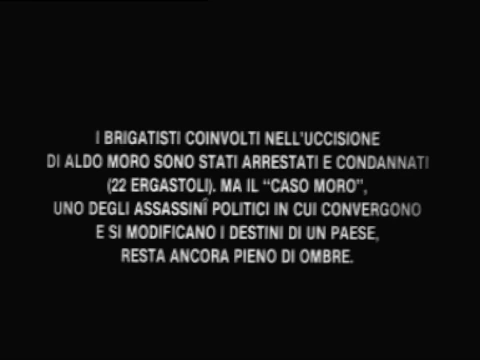 I BRIGATISTI COINVOLTI NELL'UCCISIONE
DI ALDO MORO SONO STATI ARRESTATI E CONDANNATI
(22 ERGASTOLI). MA IL “CASO MORO”,
UNO DEGLI ASSASSINÎ POLITICI IN CUI CONVERGONO
E SI MODIFICANO I DESTINI DI UN PAESE,
RESTA ANCORA PIENO DI OMBRE.